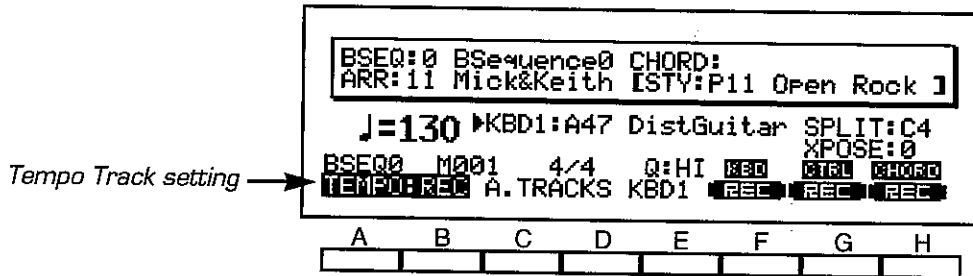 BSEQ:0 BSequence0 CHORD:
ARR:11 Mick&Keith [STY:P11 Open Rock ]
♩=130 ▶KBD1:A47 DistGuitar SPLIT:C4
XPOSE:0
BSEQ0 M001 4/4 Q:HI KBD CTRL CHORD
Tempo Track setting
TEMPO:REC A.TRACKS KBD1 REC REC REC
A B C D E F G H